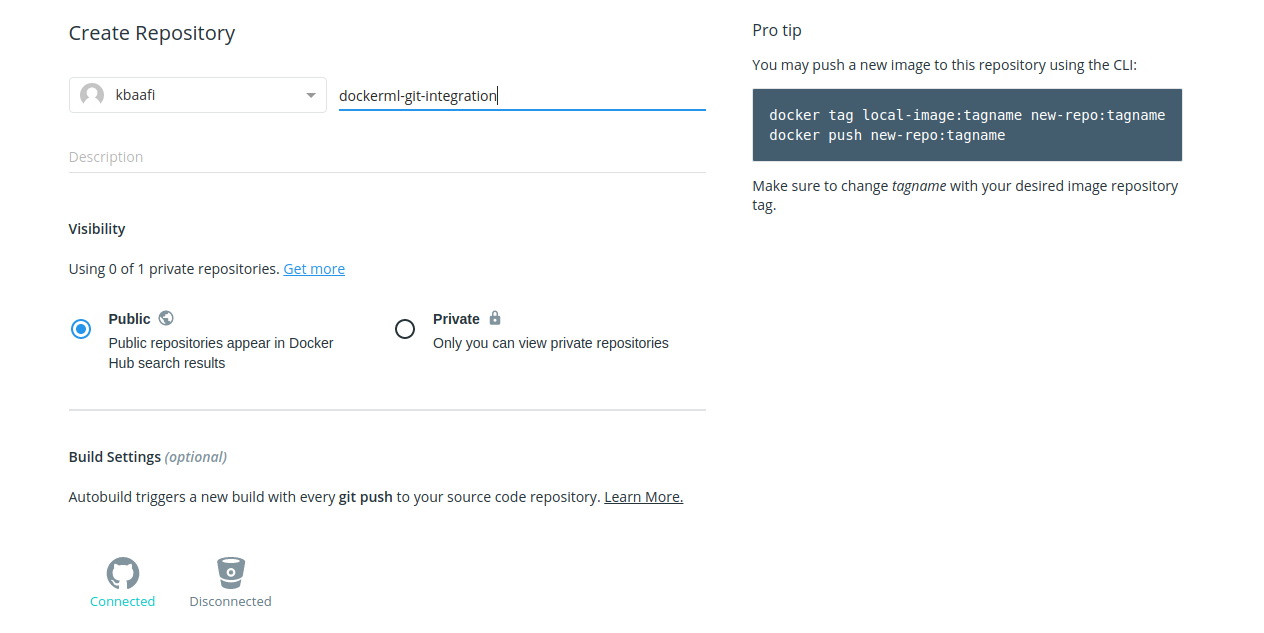 Create Repository
kbaafi
dockerml-git-integration
Description
Visibility
Using 0 of 1 private repositories. Get more
Public
Public repositories appear in Docker
Hub search results
Private
Only you can view private repositories
Build Settings (optional)
Autobuild triggers a new build with every git push to your source code repository. Learn More.
Connected
Disconnected
Pro tip
You may push a new image to this repository using the CLI:
docker tag local-image:tagname new-repo:tagname
docker push new-repo:tagname
Make sure to change tagname with your desired image repository
tag.